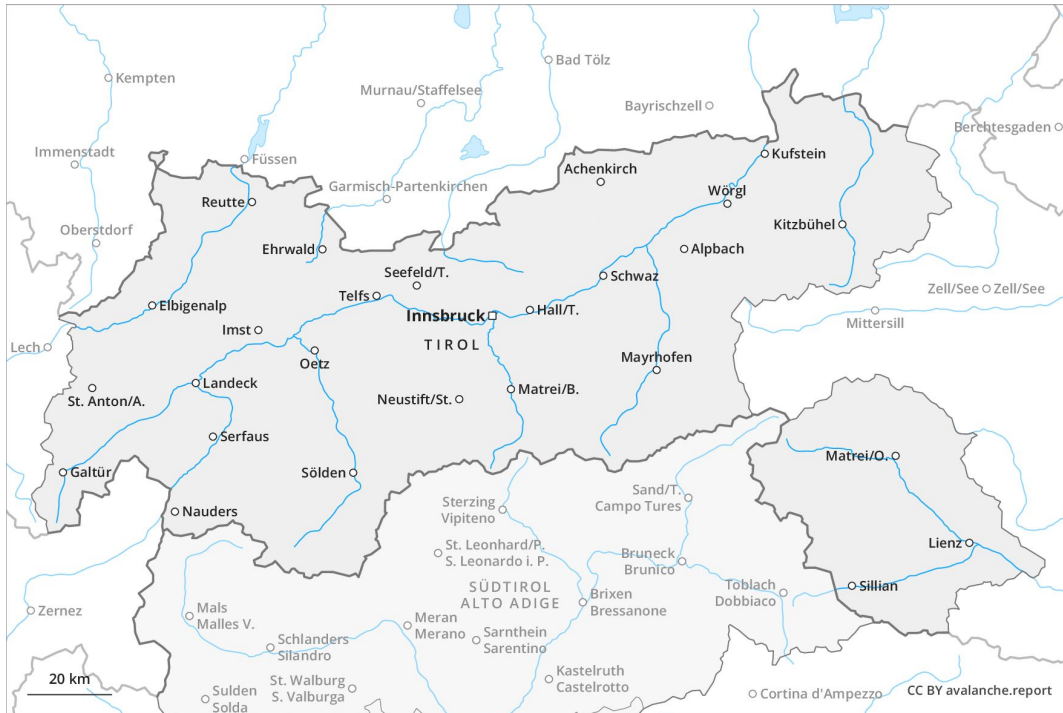 Kempten
Bad Tölz
Murnau/Staffelsee
Bayrischzell
Berchtesgaden
Immenstadt
Füssen
Kufstein
Achenkirch
Garmisch-Partenkirchen
Reutte
Wörgl
Oberstdorf
Kitzbühel
Ehrwald
Alpbach
Seefeld/T.
Schwaz
Zell/See
Zell/See
Telfs
Elbigenalp
Innsbruck
Hall/T.
Mittersill
Imst
TIROL
Lech
Oetz
Mayrhofen
Landeck
St. Anton/A.
Neustift/St.
Matrei/B.
Serfaus
Matrei/O.
Galtür
Sölden
Sand/T.
Campo Tures
Nauders
Sterzing
Vipiteno
Lienz
St. Leonhard/P.
S. Leonardo i. P.
Bruneck
Brunico
Sillian
SÜDTIROL
ALTO ADIGE
Toblach
Dobbiaco
Brixen
Bressanone
Zernez
Mals
Malles V.
Meran
Merano
Sarnthein
Sarentino
Schlanders
Silandro
Kastelruth
Castelrotto
20 km
St. Walburg
S. Valburga
Sulden
Solda
Cortina d'Ampezzo
CC BY avalanche.report